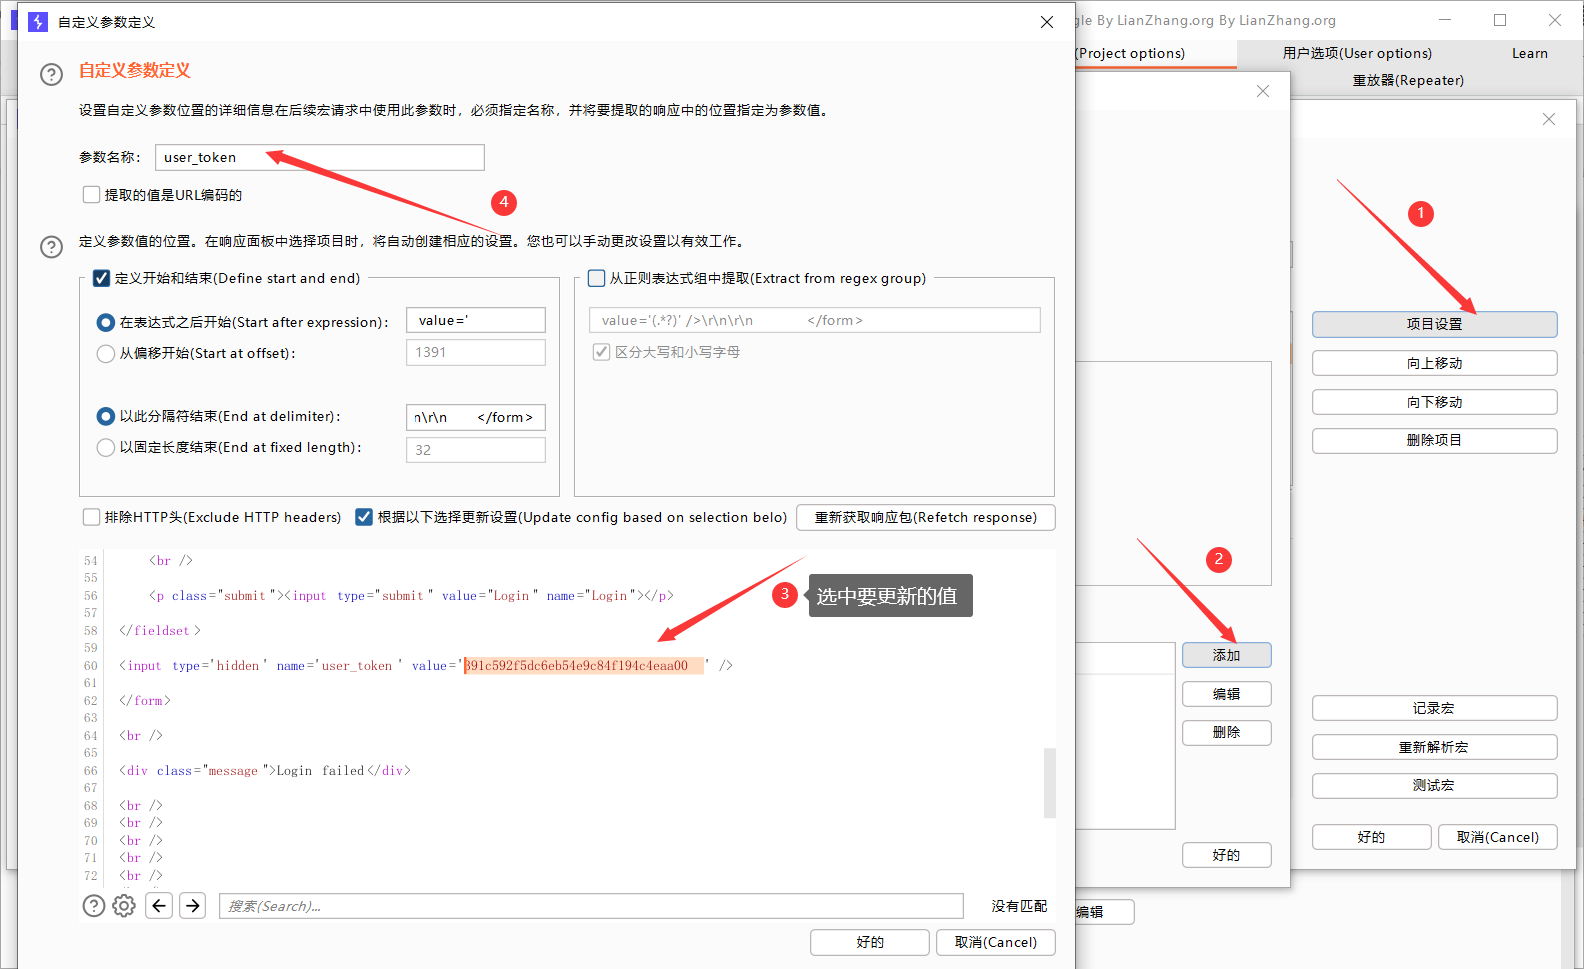 自定义参数定义
gle By LianZhang.org By LianZhang.org
(Project options)
用户选项(User options)
Learn
重放器(Repeater)
自定义参数定义
设置自定义参数位置的详细信息在后续宏请求中使用此参数时，必须指定名称，并将要提取的响应中的位置指定为参数值。
参数名称：
user_token
提取的值是URL编码的
4
1
定义参数值的位置。在响应面板中选择项目时，将自动创建相应的设置。您也可以手动更改设置以有效工作。
定义开始和结束(Define start and end)
从正则表达式组中提取(Extract from regex group)
在表达式之后开始(Start after expression)：
value='
value='(.*?)' />\r\n\r\n </form>
从偏移开始(Start at offset)：
1391
区分大写和小写字母
以此分隔符结束(End at delimiter)：
n\r\n </form>
以固定长度结束(End at fixed length)：
32
排除HTTP头(Exclude HTTP headers)
根据以下选择更新设置(Update config based on selection belo)
重新获取响应包(Refetch response)
54 <br />
55
56 <p class="submit"><input type="submit" value="Login" name="Login"></p>
57
58 </fieldset>
59
60 <input type='hidden' name='user_token' value='391c592f5dc6eb54e9c84f194c4eaa00' />
61
62 </form>
63
64 <br />
65
66 <div class="message">Login failed</div>
67
68 <br />
69 <br />
70 <br />
71 <br />
72 <br />
3
选中要更新的值
搜索(Search)...
没有匹配
好的
取消(Cancel)
2
添加
编辑
删除
好的
编辑
项目设置
向上移动
向下移动
删除项目
记录宏
重新解析宏
测试宏
好的
取消(Cancel)